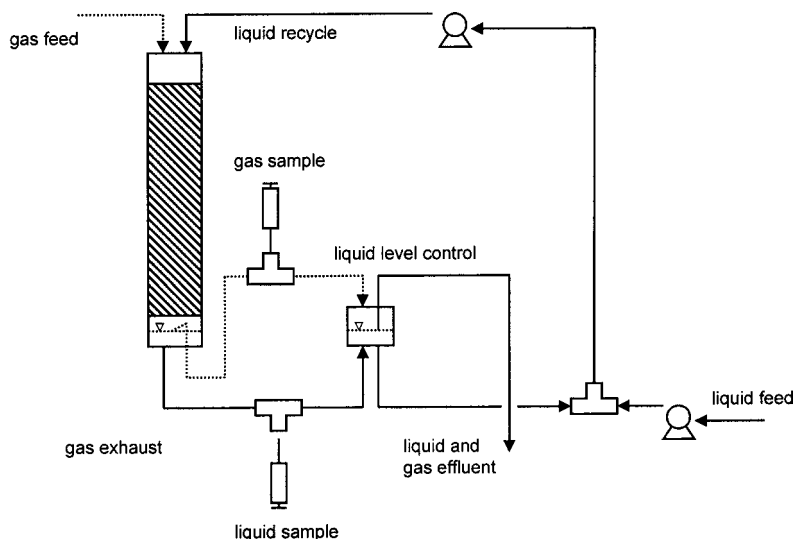 gas feed
liquid recycle
gas sample
liquid level control
liquid feed
gas exhaust
liquid and
gas effluent
liquid sample